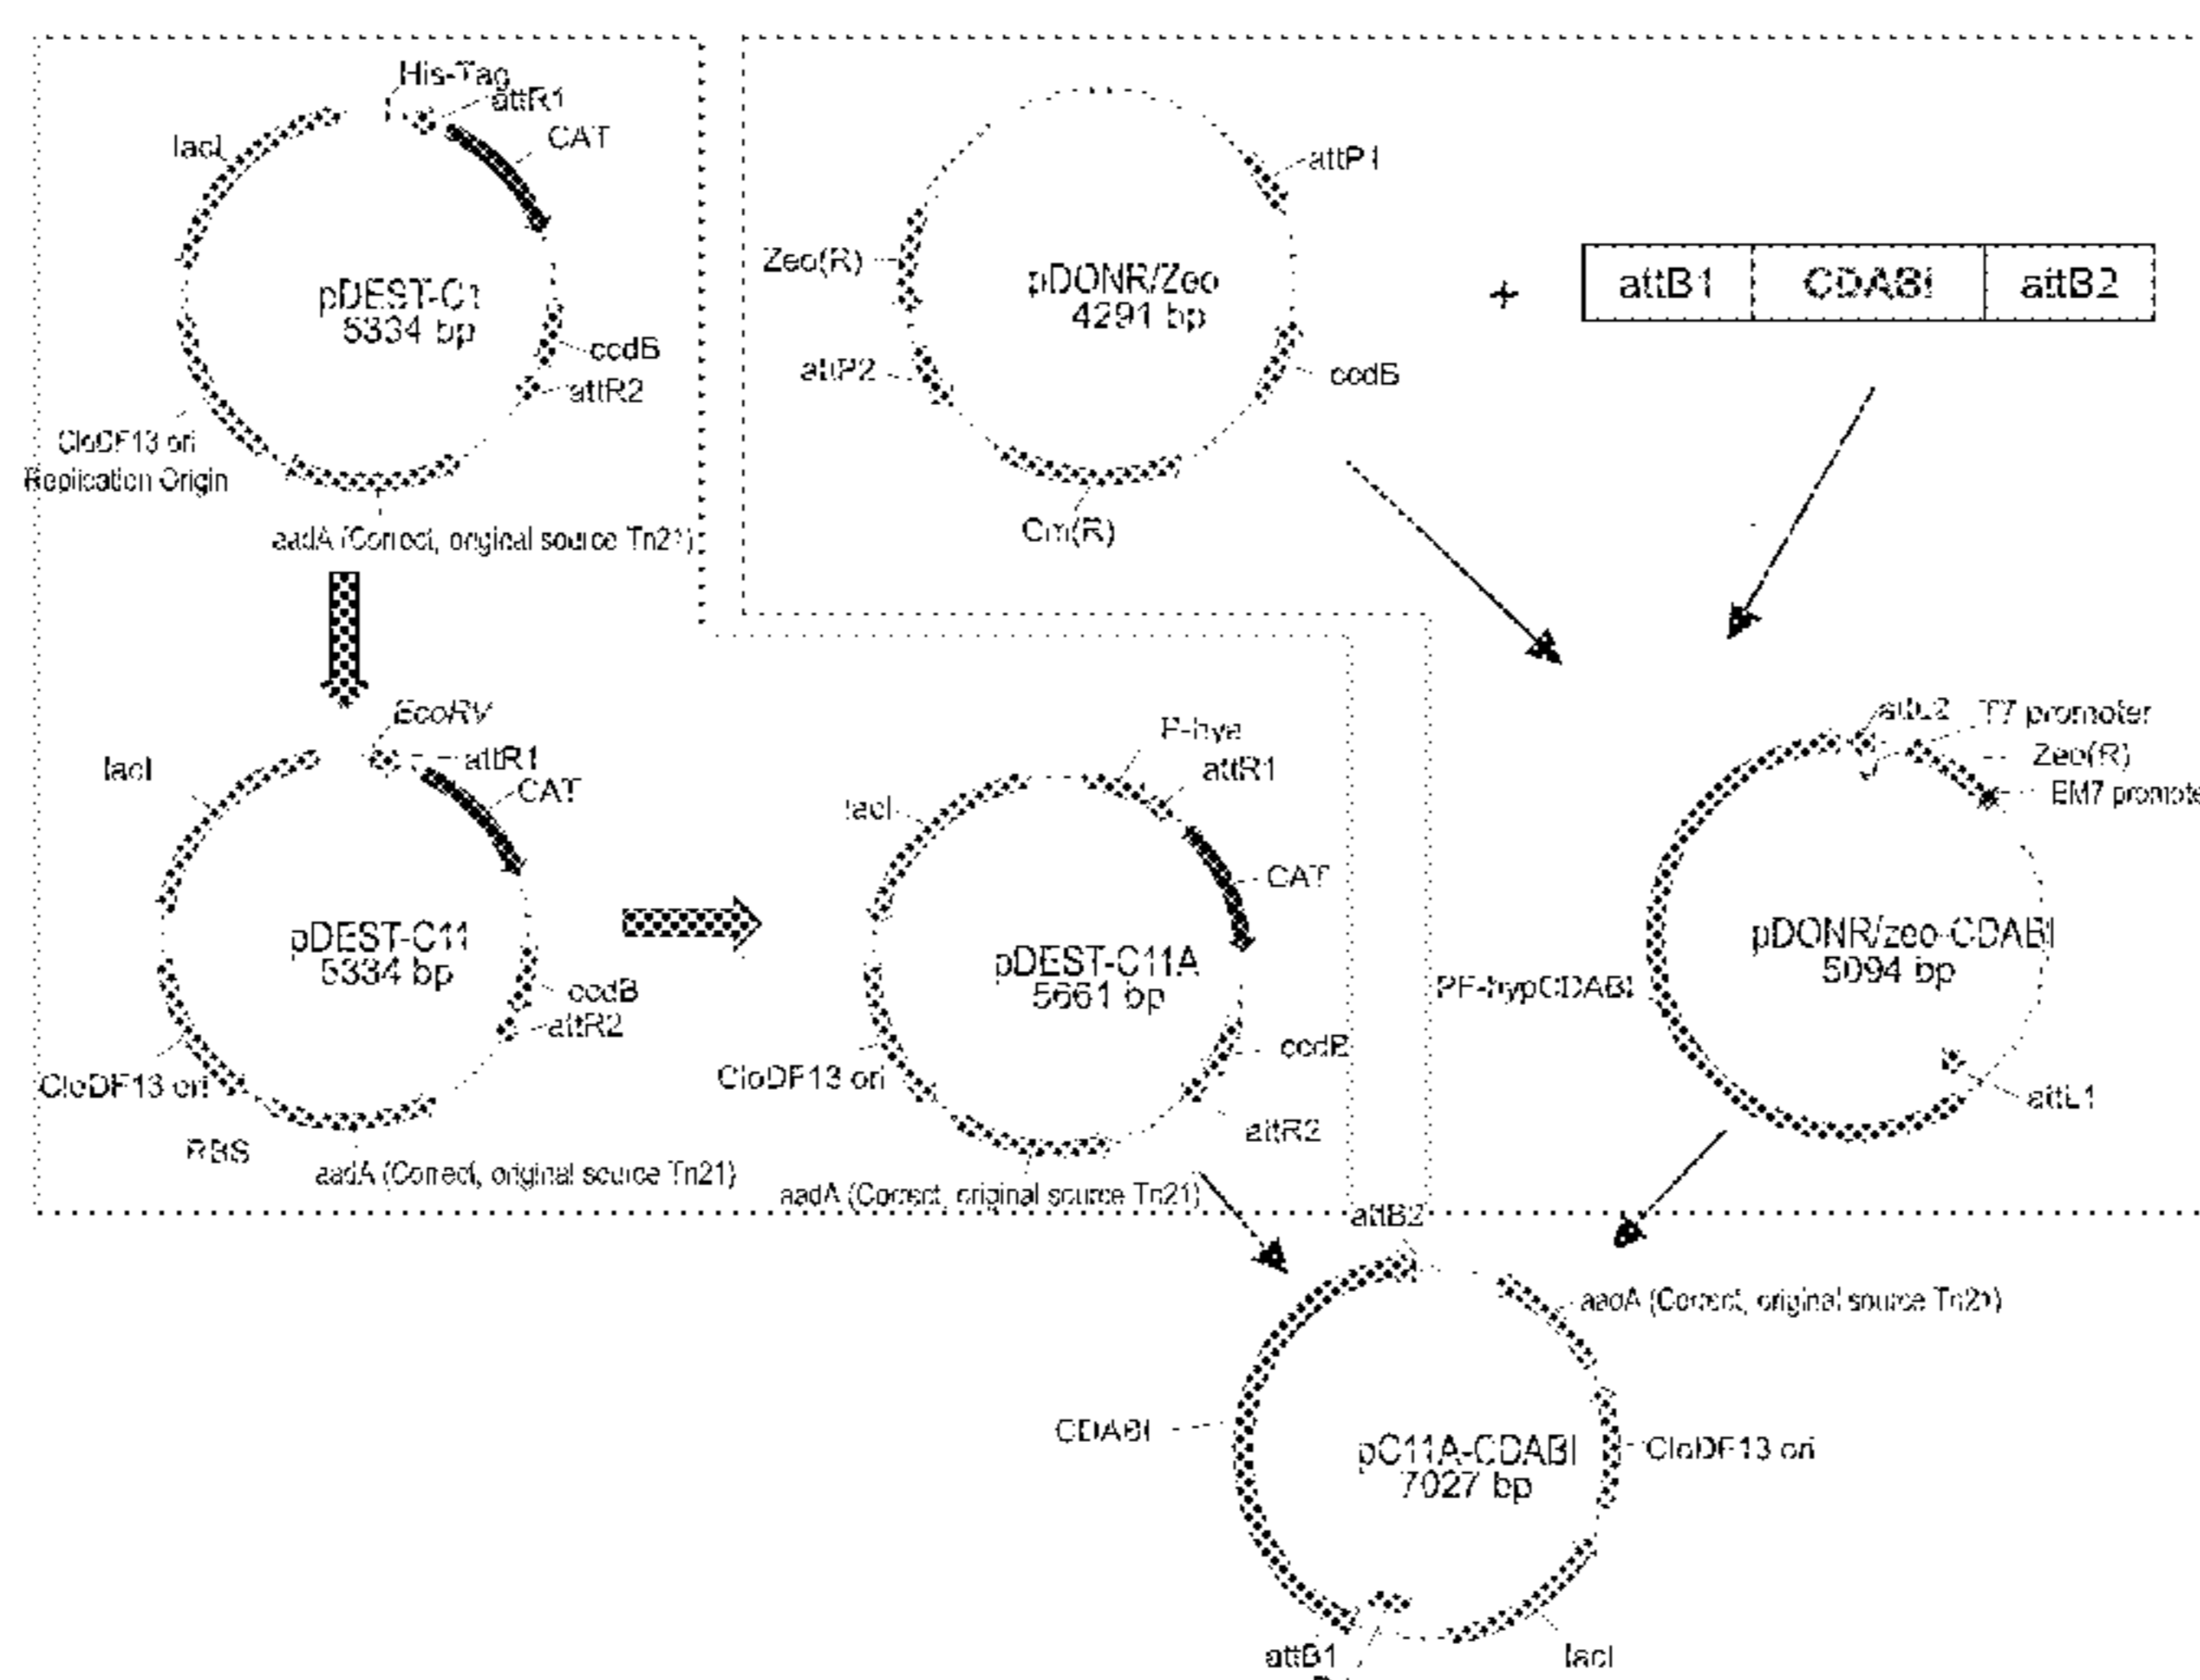 His-Tag
attR1
CAT
lacI
pDEST-C1
5334 bp
ccdB
attR2
CloDF13 ori
Replication Origin
aadA (Correct, original source Tn21)
attP1
Zeo(R)
pDONR/Zeo
4291 bp
attP2
ccdB
Cm(R)
+
attB1 CDABI attB2
EcoRV
attR1
CAT
lacI
pDEST-C11
5334 bp
ccdB
attR2
CloDF13 ori
RBS
aadA (Correct, original source Tn21)
P-hya
attR1
lacI
CAT
pDEST-C11A
5661 bp
ccdB
CloDF13 ori
attR2
aadA (Correct, original source Tn21)
attL2
T7 promoter
Zeo(R)
EM7 promote
pDONR/zeo-CDABI
5094 bp
PF-hypCDABI
attL1
attB2
aadA (Correct, original source Tn21)
CDABI
pC11A-CDABI
7027 bp
CloDF13 ori
attB1
lacI